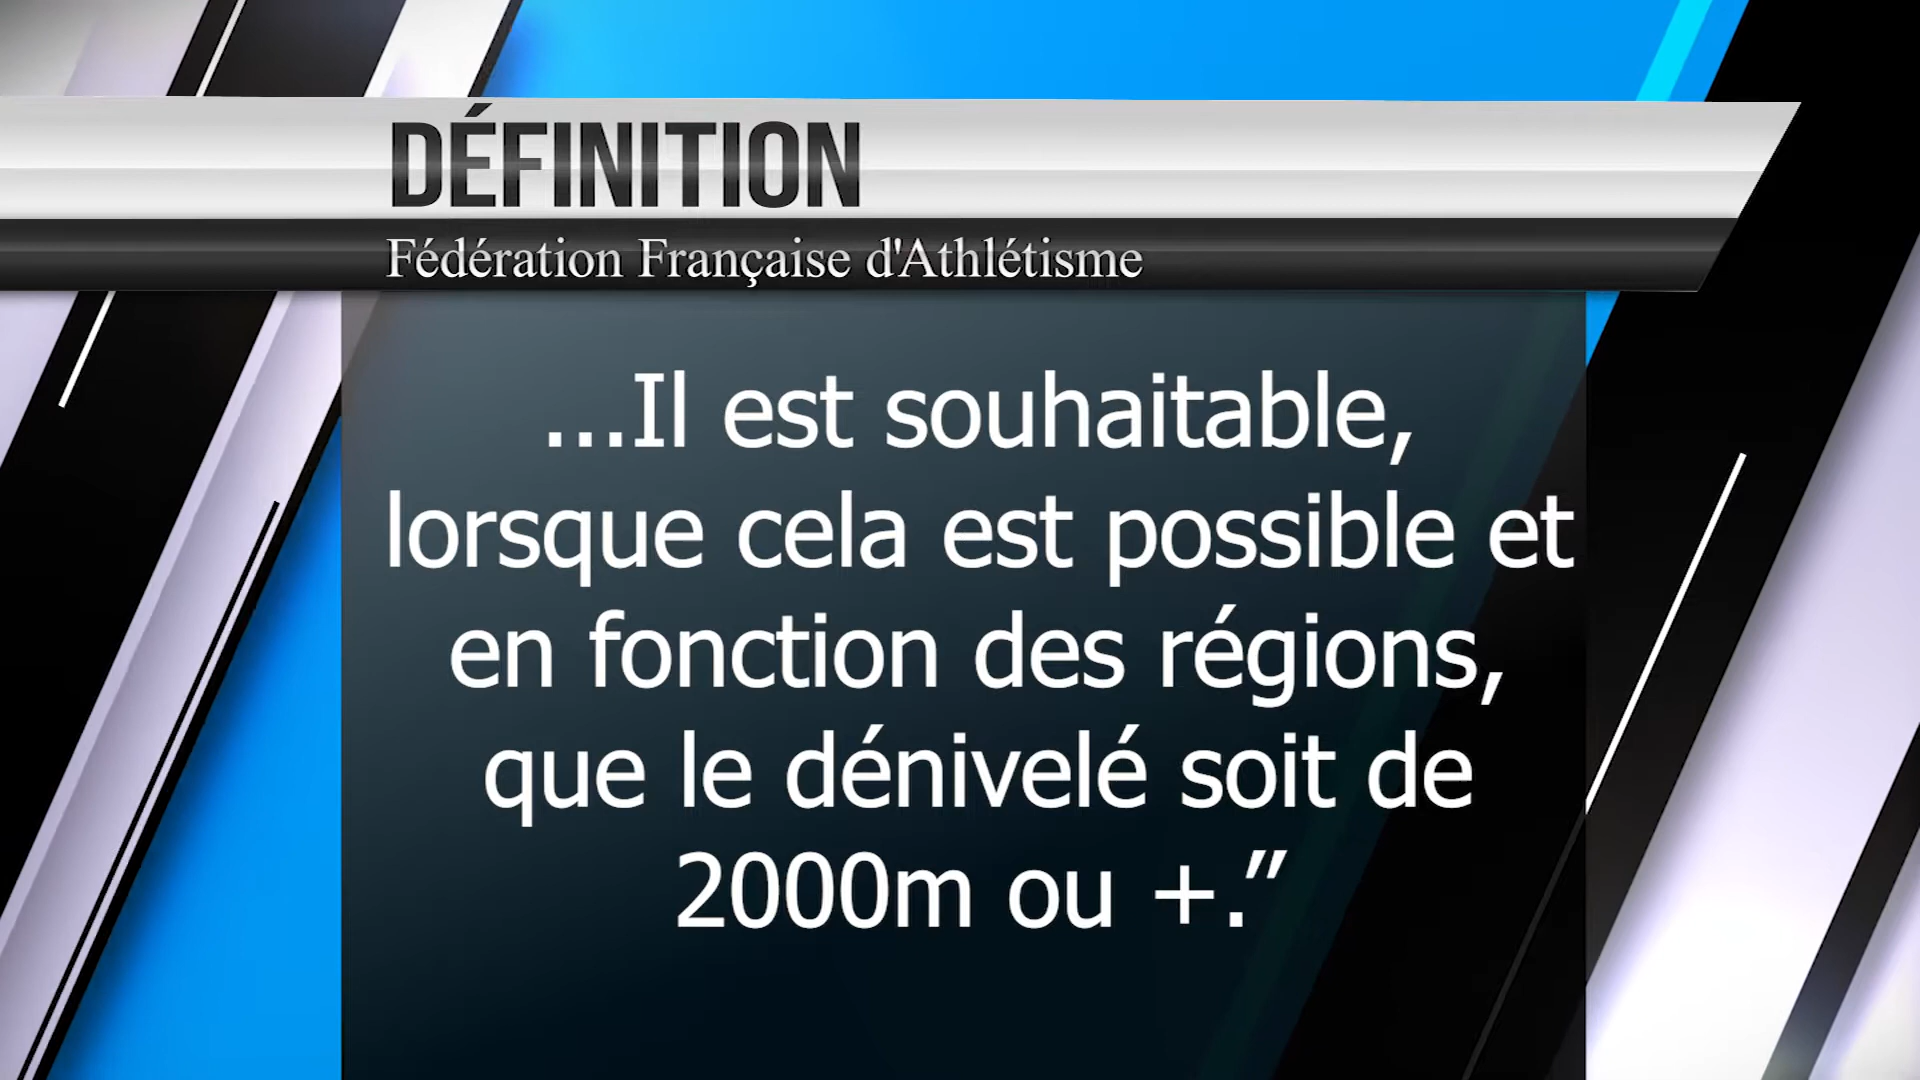 DÉFINITION
Fédération Française d'Athlétisme
...Il est souhaitable,
lorsque cela est possible et
en fonction des régions,
que le dénivelé soit de
2000m ou +.”